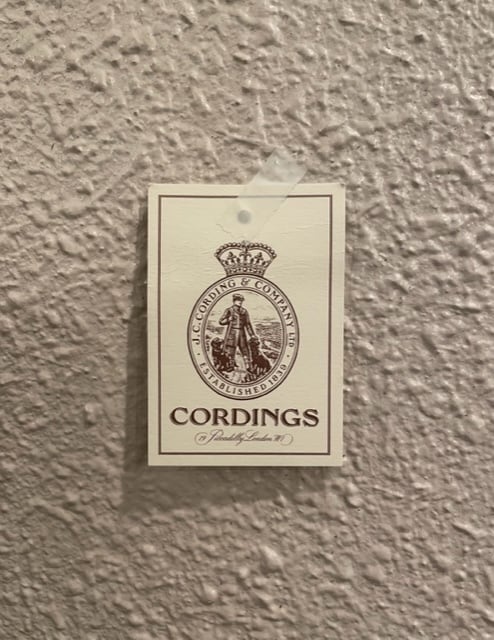 J.C.CORDING & COMPANY LTD
· ESTABLISHED 1839 ·
CORDINGS
19 Piccadilly London W1